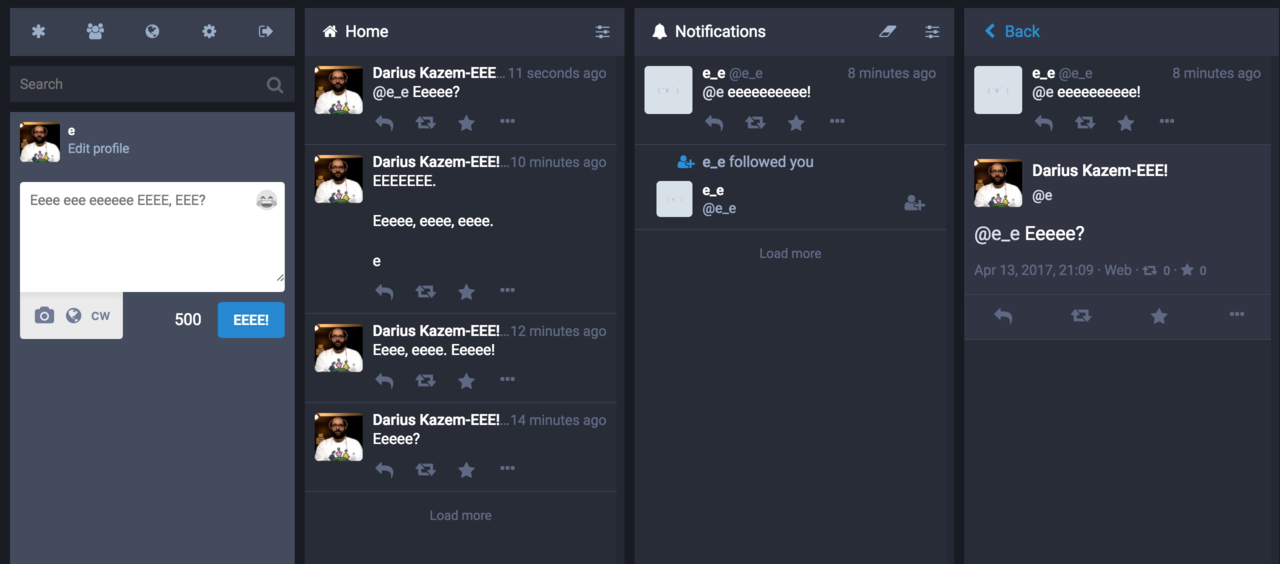 Search
e
Edit profile
Eeee eee eeeeee EEEE, EEE?
CW
500
EEEE!
Home
Darius Kazem-EEE… 11 seconds ago
@e_e Eeeee?
Darius Kazem-EEE!… 10 minutes ago
EEEEEEE.
Eeeee, eeee, eeee.
e
Darius Kazem-EEE!… 12 minutes ago
Eeee, eeee. Eeeee!
Darius Kazem-EEE!… 14 minutes ago
Eeeee?
Load more
Notifications
e_e @e_e 8 minutes ago
@e eeeeeeeeee!
e_e followed you
e_e
@e_e
Load more
Back
e_e @e_e 8 minutes ago
@e eeeeeeeeee!
Darius Kazem-EEE!
@e
@e_e Eeeee?
Apr 13, 2017, 21:09 · Web · 0 · 0